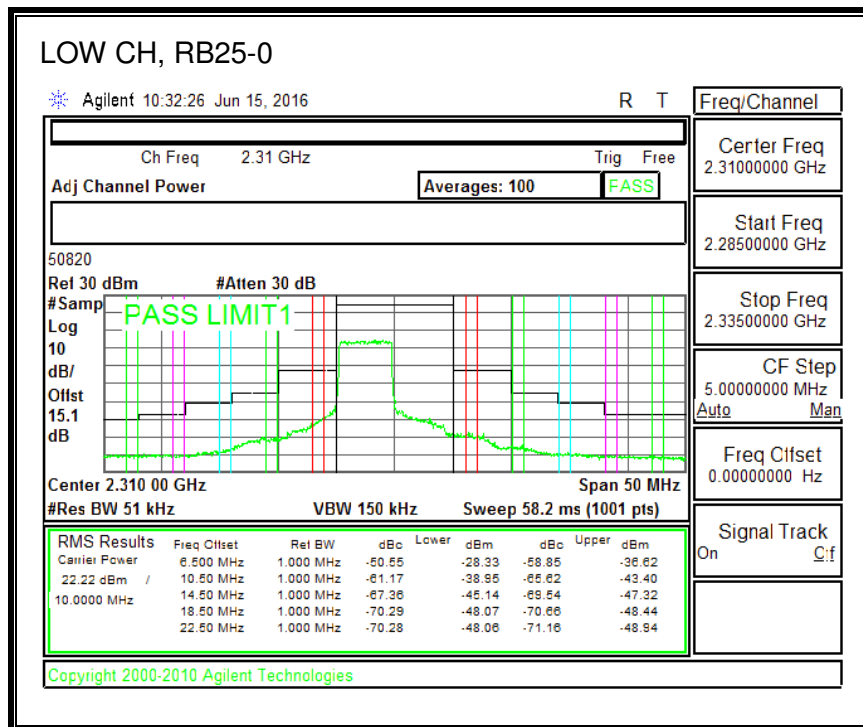 LOW CH, RB25-0
Agilent 10:32:26 Jun 15, 2016 R T
Freq/Channel
Ch Freq 2.31 GHz Trig Free
Adj Channel Power Averages: 100 PASS
Center Freq
2.31000000 GHz
Start Freq
2.28500000 GHz
50820
Ref 30 dBm #Atten 30 dB
#Samp
Log
10
dB/
Offst
15.1
dB
PASS LIMIT1
Stop Freq
2.33500000 GHz
CF Step
5.00000000 MHz
Auto Man
Freq Offset
0.00000000 Hz
Center 2.310 00 GHz Span 50 MHz
#Res BW 51 kHz VBW 150 kHz Sweep 58.2 ms (1001 pts)
Signal Track
On Off
RMS Results Freq Offset Ref BW dBc Lower dBm dBc Upper dBm
Carrier Power 6.500 MHz 1.000 MHz -50.55 -28.33 -58.85 -36.62
22.22 dBm / 10.50 MHz 1.000 MHz -61.17 -38.95 -65.62 -43.40
10.0000 MHz 14.50 MHz 1.000 MHz -67.36 -45.14 -69.54 -47.32
18.50 MHz 1.000 MHz -70.29 -48.07 -70.66 -48.44
22.50 MHz 1.000 MHz -70.28 -48.06 -71.16 -48.94
Copyright 2000-2010 Agilent Technologies